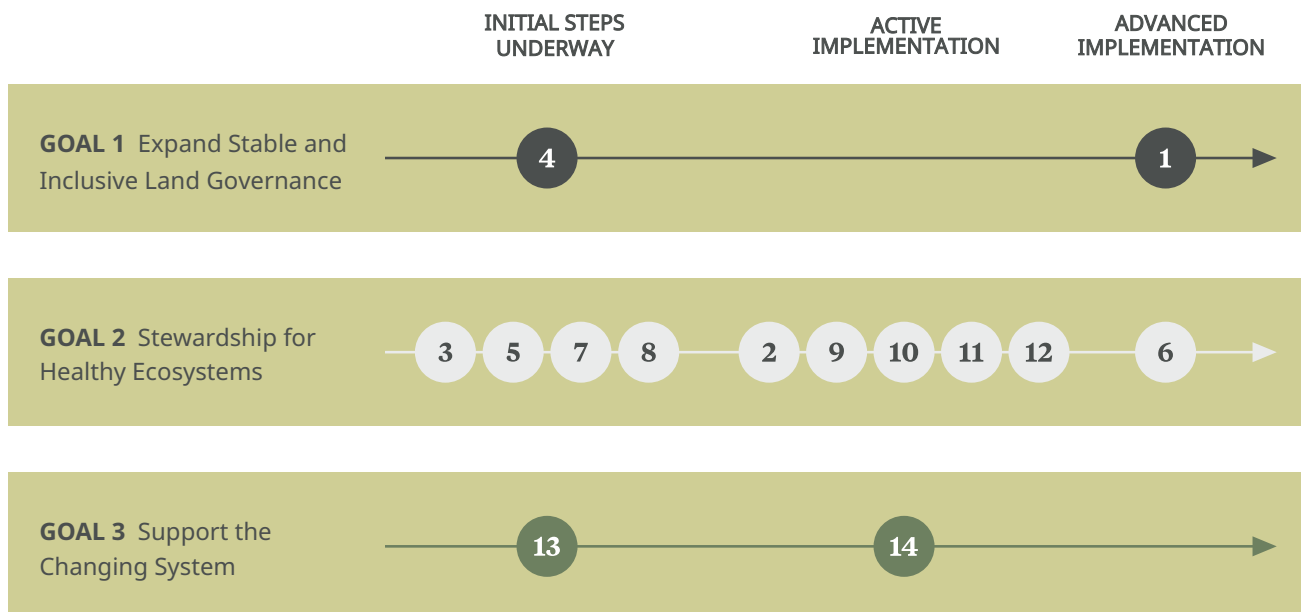 INITIAL STEPS
UNDERWAY
ACTIVE
IMPLEMENTATION
ADVANCED
IMPLEMENTATION
GOAL 1 Expand Stable and
Inclusive Land Governance
4
1
GOAL 2 Stewardship for
Healthy Ecosystems
3 5 7 8 2 9 10 11 12 6
GOAL 3 Support the
Changing System
13
14